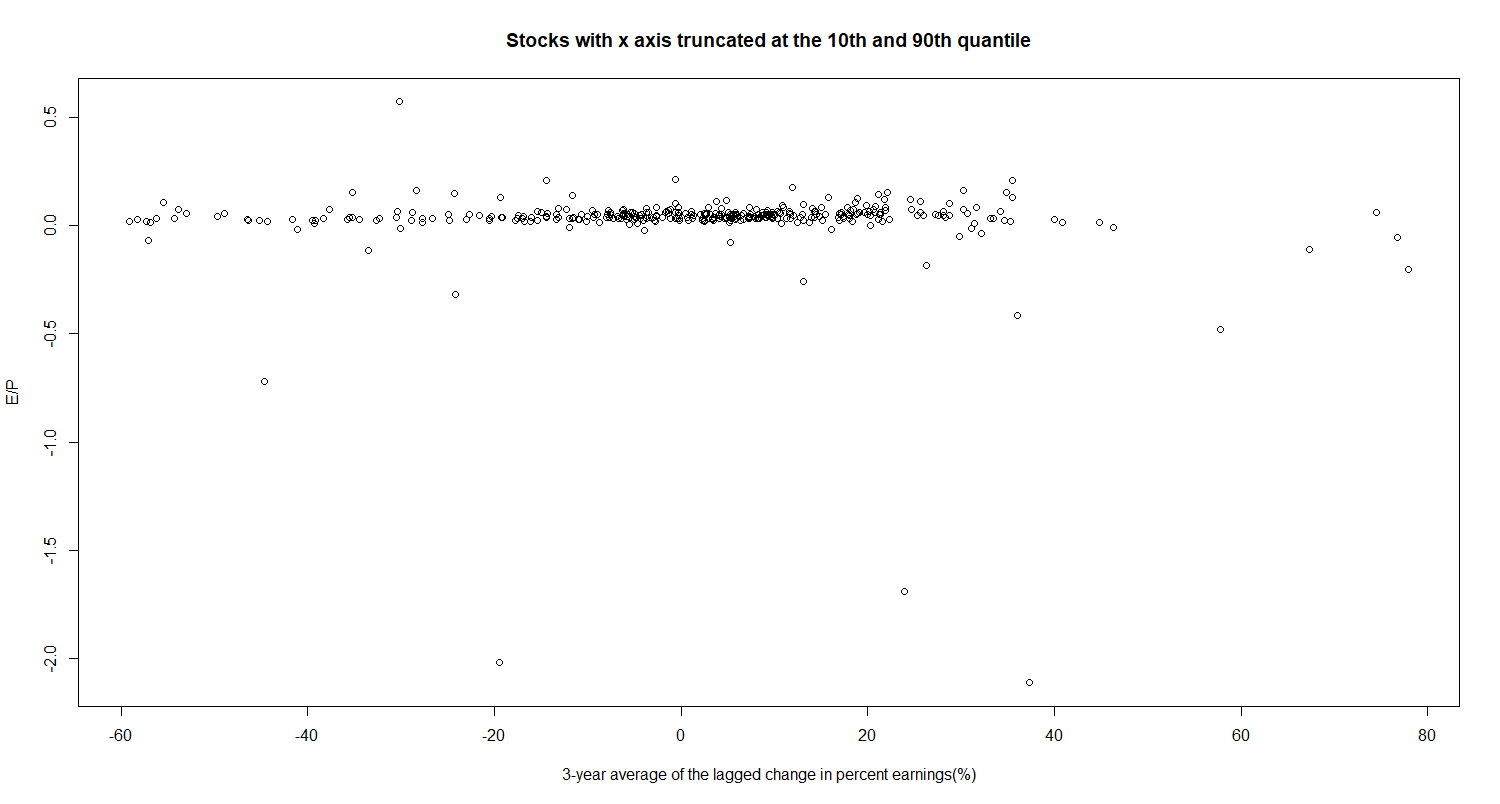 Stocks with x axis truncated at the 10th and 90th quantile
0.5
0.0
-0.5
-1.0
-1.5
-2.0
E/P
-60 -40 -20 0 20 40 60 80
3-year average of the lagged change in percent earnings(%)